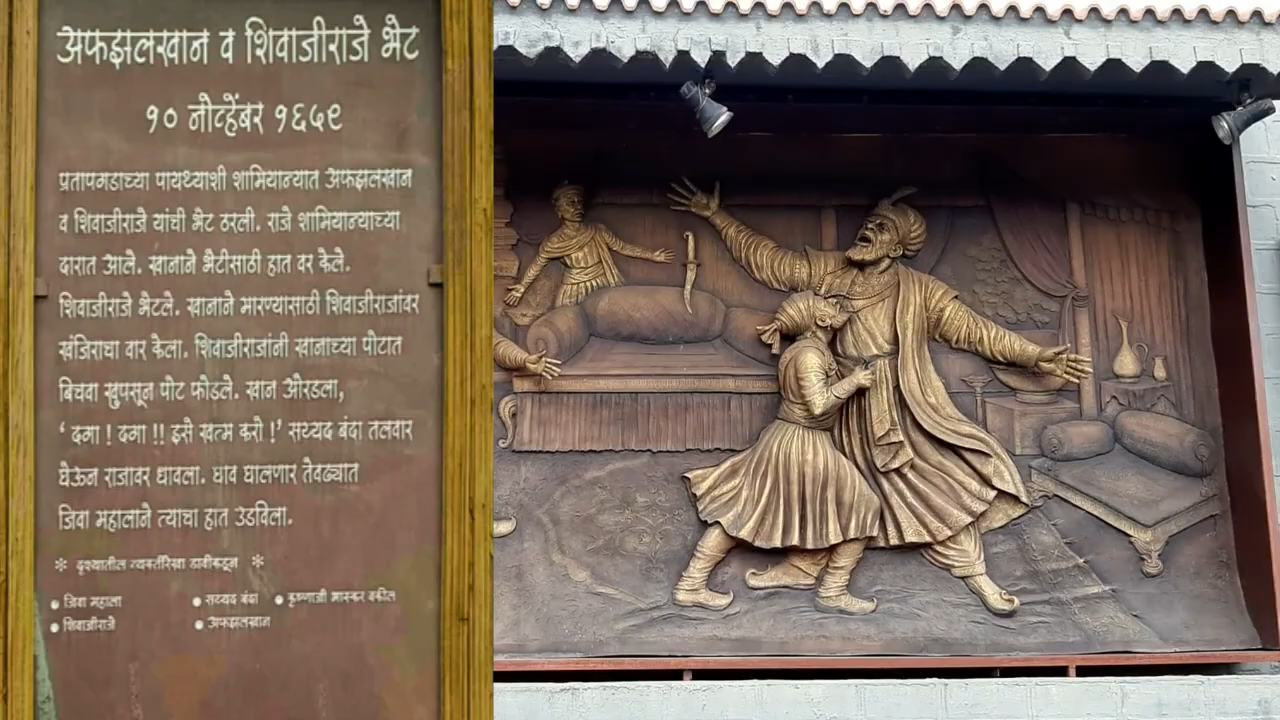 अफझलखान व शिवाजीराजे भेट
१० नोव्हेंबर १६५९
प्रतापगडाच्या पायथ्याशी शामियान्यात अफझलखान
व शिवाजीराजे यांची भेट ठरली. राजे शामियान्याच्या
दारात आले. खानाने भेटीसाठी हात वर केले.
शिवाजीराजे भेटले. खानाने मारण्यासाठी शिवाजीराजांवर
खंजिराचा वार केला. शिवाजीराजांनी खानाच्या पोटात
बिचवा खुपसून पोट फोडले. खान ओरडला,
‘ दगा ! दगा !! इसे खत्म करो !’ सय्यद बंदा तलवार
घेऊन राजावर धावला. घाव घालणार तेवढ्यात
जिवा महालाने त्याचा हात उडविला.
* दृश्यातील व्यक्तीरेखा डावीकडून *
● जिवा महाला ● सय्यद बंदा ● कृष्णाजी भास्कर वकील
● शिवाजीराजे ● अफझलखान